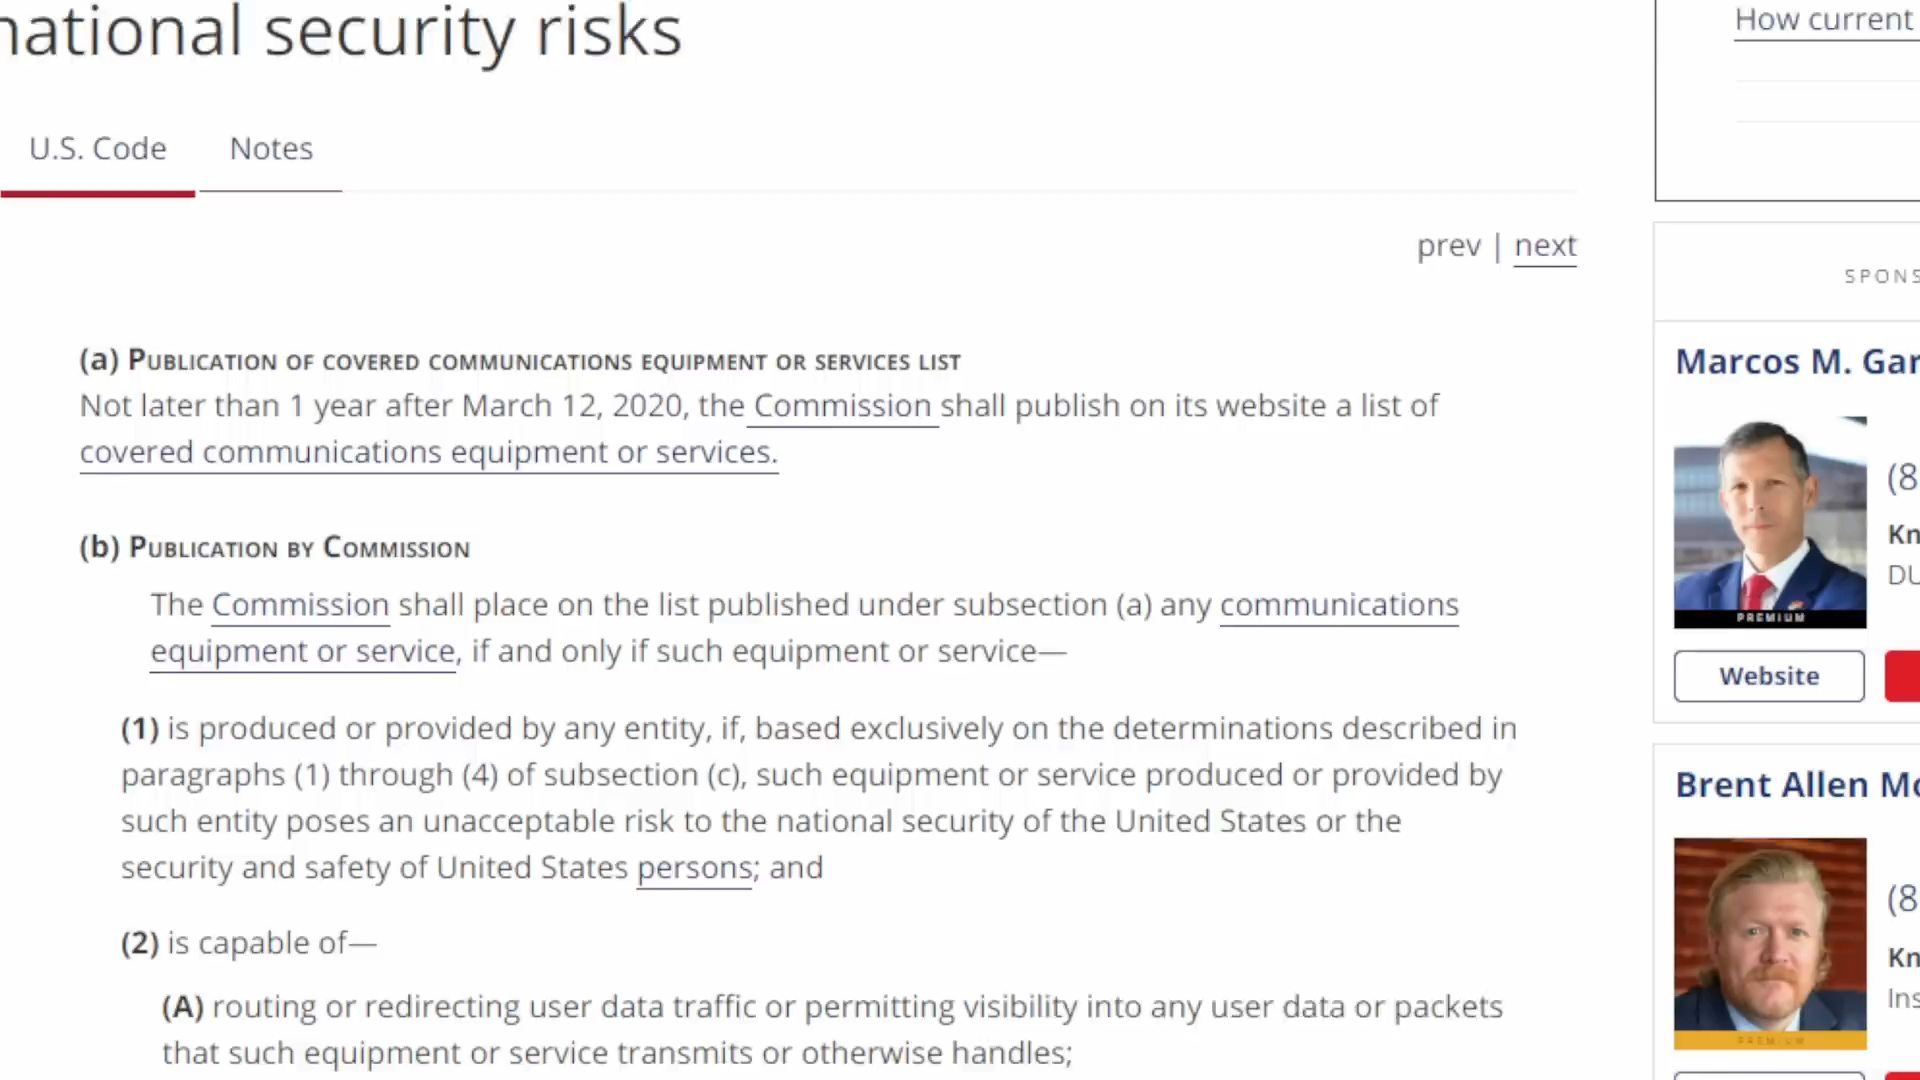 national security risks
How current
U.S. Code
Notes
prev | next
SPONS
(a) Publication of covered communications equipment or services list
Not later than 1 year after March 12, 2020, the Commission shall publish on its website a list of
covered communications equipment or services.
(b) Publication by Commission
The Commission shall place on the list published under subsection (a) any communications
equipment or service, if and only if such equipment or service—
(1) is produced or provided by any entity, if, based exclusively on the determinations described in
paragraphs (1) through (4) of subsection (c), such equipment or service produced or provided by
such entity poses an unacceptable risk to the national security of the United States or the
security and safety of United States persons; and
(2) is capable of—
(A) routing or redirecting user data traffic or permitting visibility into any user data or packets
that such equipment or service transmits or otherwise handles;
Marcos M. Gar
(8
Kn
DU
PREMIUM
Website
Brent Allen Mo
(8
Kn
Ins
PREMIUM